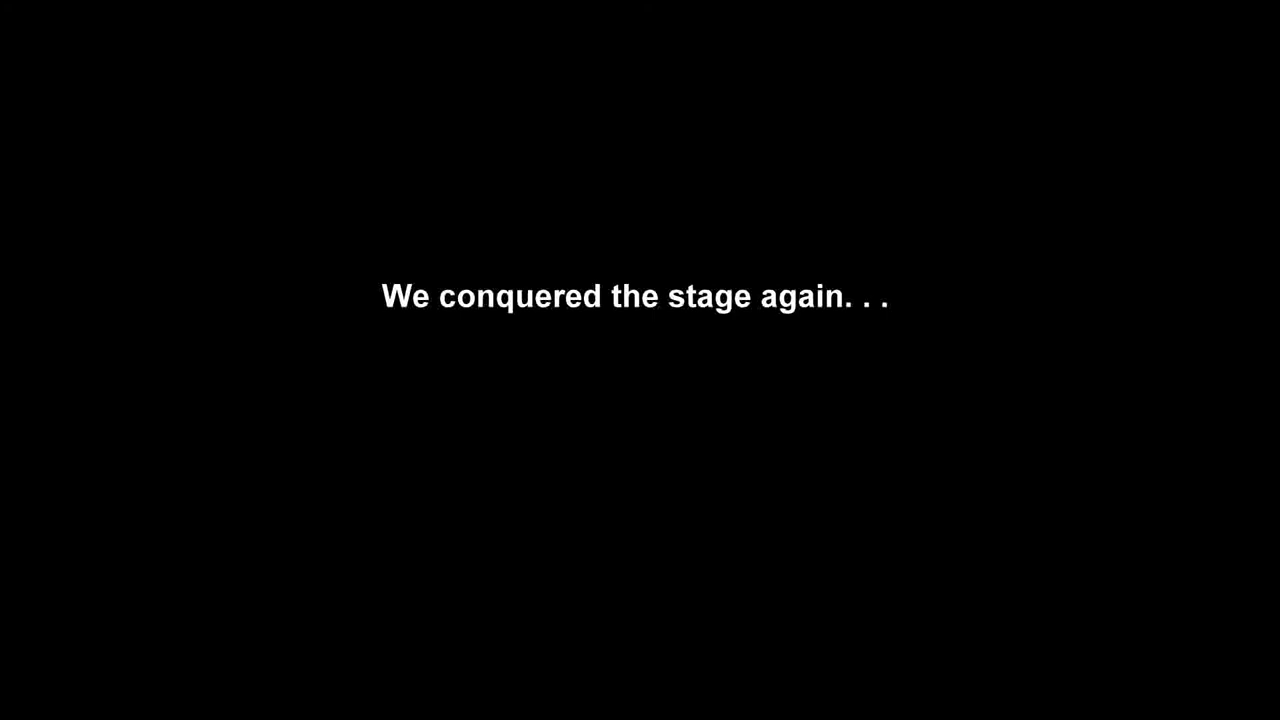 We conquered the stage again. . .